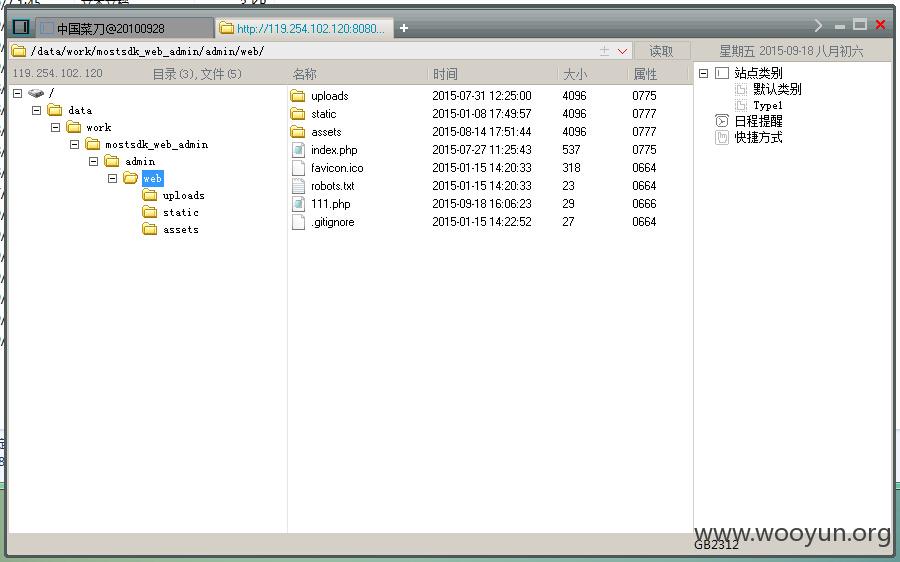 中国菜刀@20100928
http://119.254.102.120:8080...
/data/work/mostsdk_web_admin/admin/web/
读取
星期五 2015-09-18 八月初六
119.254.102.120
目录(3),文件(5)
名称 时间 大小 属性
/
data
work
mostsdk_web_admin
admin
web
uploads
static
assets
uploads 2015-07-31 12:25:00 4096 0775
static 2015-01-08 17:49:57 4096 0777
assets 2015-08-14 17:51:44 4096 0777
index.php 2015-07-27 11:25:43 537 0775
favicon.ico 2015-01-15 14:20:33 318 0664
robots.txt 2015-01-15 14:20:33 23 0664
111.php 2015-09-18 16:06:23 29 0666
.gitignore 2015-01-15 14:22:52 27 0664
站点类别
默认类别
Type1
日程提醒
快捷方式
www.wooyun.org
GB2312